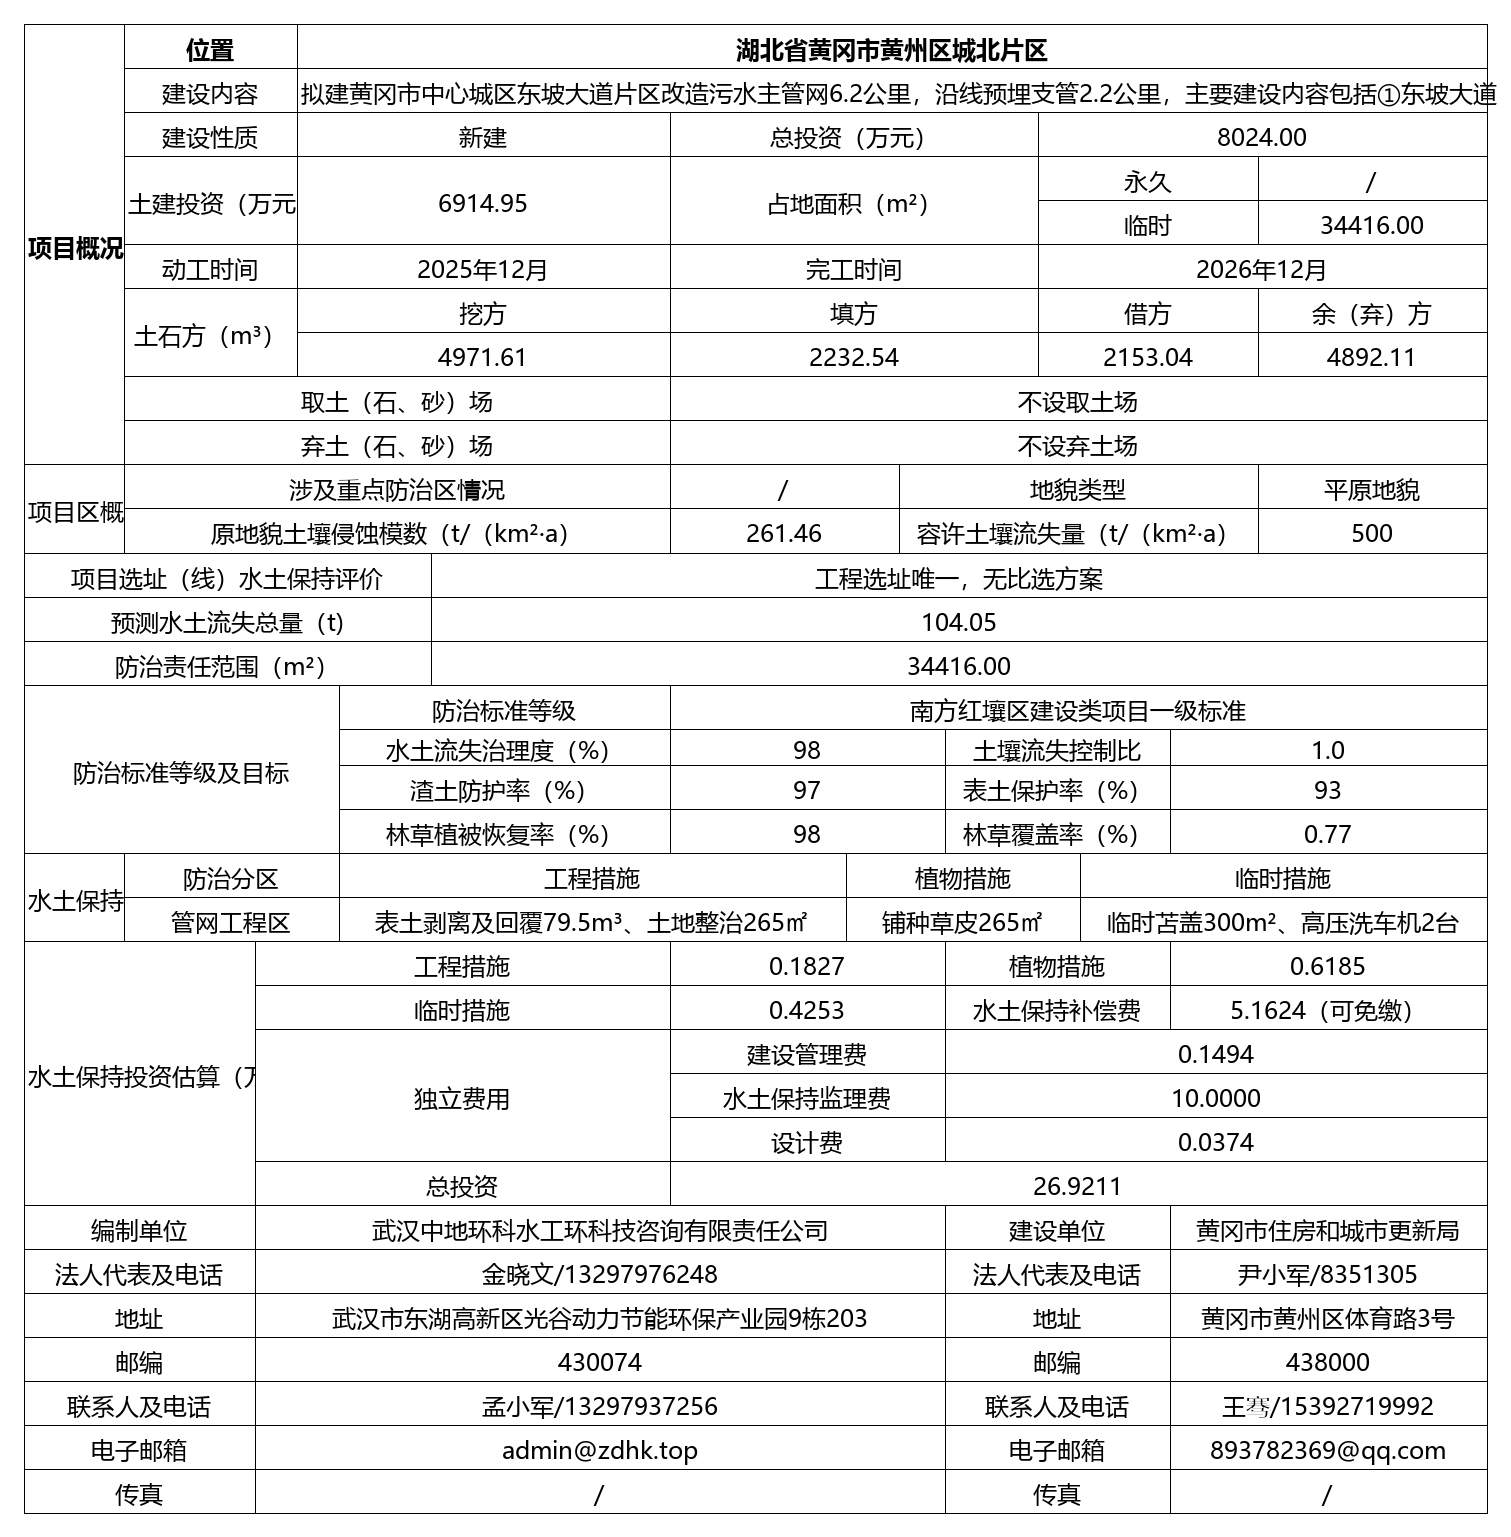 位置 湖北省黄冈市黄州区城北片区
建设内容 拟建黄冈市中心城区东坡大道片区改造污水主管网6.2公里，沿线预埋支管2.2公里，主要建设内容包括①东坡大道
建设性质 新建 总投资（万元） 8024.00
项目概况
土建投资（万元 6914.95 占地面积（m²） 永久 /
临时 34416.00
动工时间 2025年12月 完工时间 2026年12月
土石方（m³） 挖方 填方 借方 余（弃）方
4971.61 2232.54 2153.04 4892.11
取土（石、砂）场 不设取土场
弃土（石、砂）场 不设弃土场
项目区概 涉及重点防治区情况 / 地貌类型 平原地貌
原地貌土壤侵蚀模数（t/（km²·a） 261.46 容许土壤流失量（t/（km²·a） 500
项目选址（线）水土保持评价 工程选址唯一，无比选方案
预测水土流失总量（t) 104.05
防治责任范围（m²） 34416.00
防治标准等级及目标 防治标准等级 南方红壤区建设类项目一级标准
水土流失治理度（%） 98 土壤流失控制比 1.0
渣土防护率（%） 97 表土保护率（%） 93
林草植被恢复率（%） 98 林草覆盖率（%） 0.77
水土保持 防治分区 工程措施 植物措施 临时措施
管网工程区 表土剥离及回覆79.5m³、土地整治265㎡ 铺种草皮265㎡ 临时苫盖300m²、高压洗车机2台
水土保持投资估算（ 工程措施 0.1827 植物措施 0.6185
临时措施 0.4253 水土保持补偿费 5.1624（可免缴）
独立费用 建设管理费 0.1494
水土保持监理费 10.0000
设计费 0.0374
总投资 26.9211
编制单位 武汉中地环科水工环科技咨询有限责任公司 建设单位 黄冈市住房和城市更新局
法人代表及电话 金晓文/13297976248 法人代表及电话 尹小军/8351305
地址 武汉市东湖高新区光谷动力节能环保产业园9栋203 地址 黄冈市黄州区体育路3号
邮编 430074 邮编 438000
联系人及电话 孟小军/13297937256 联系人及电话 王骞/15392719992
电子邮箱 admin@zdhk.top 电子邮箱 893782369@qq.com
传真 / 传真 /